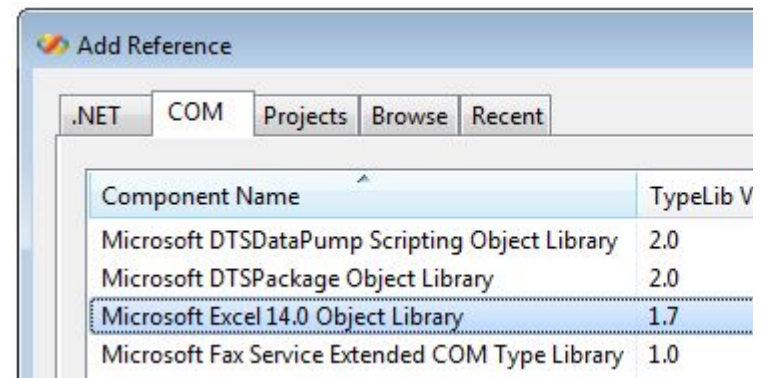 Add Reference
.NET COM Projects Browse Recent
Component Name TypeLib V
Microsoft DTSDataPump Scripting Object Library 2.0
Microsoft DTSPackage Object Library 2.0
Microsoft Excel 14.0 Object Library 1.7
Microsoft Fax Service Extended COM Type Library 1.0